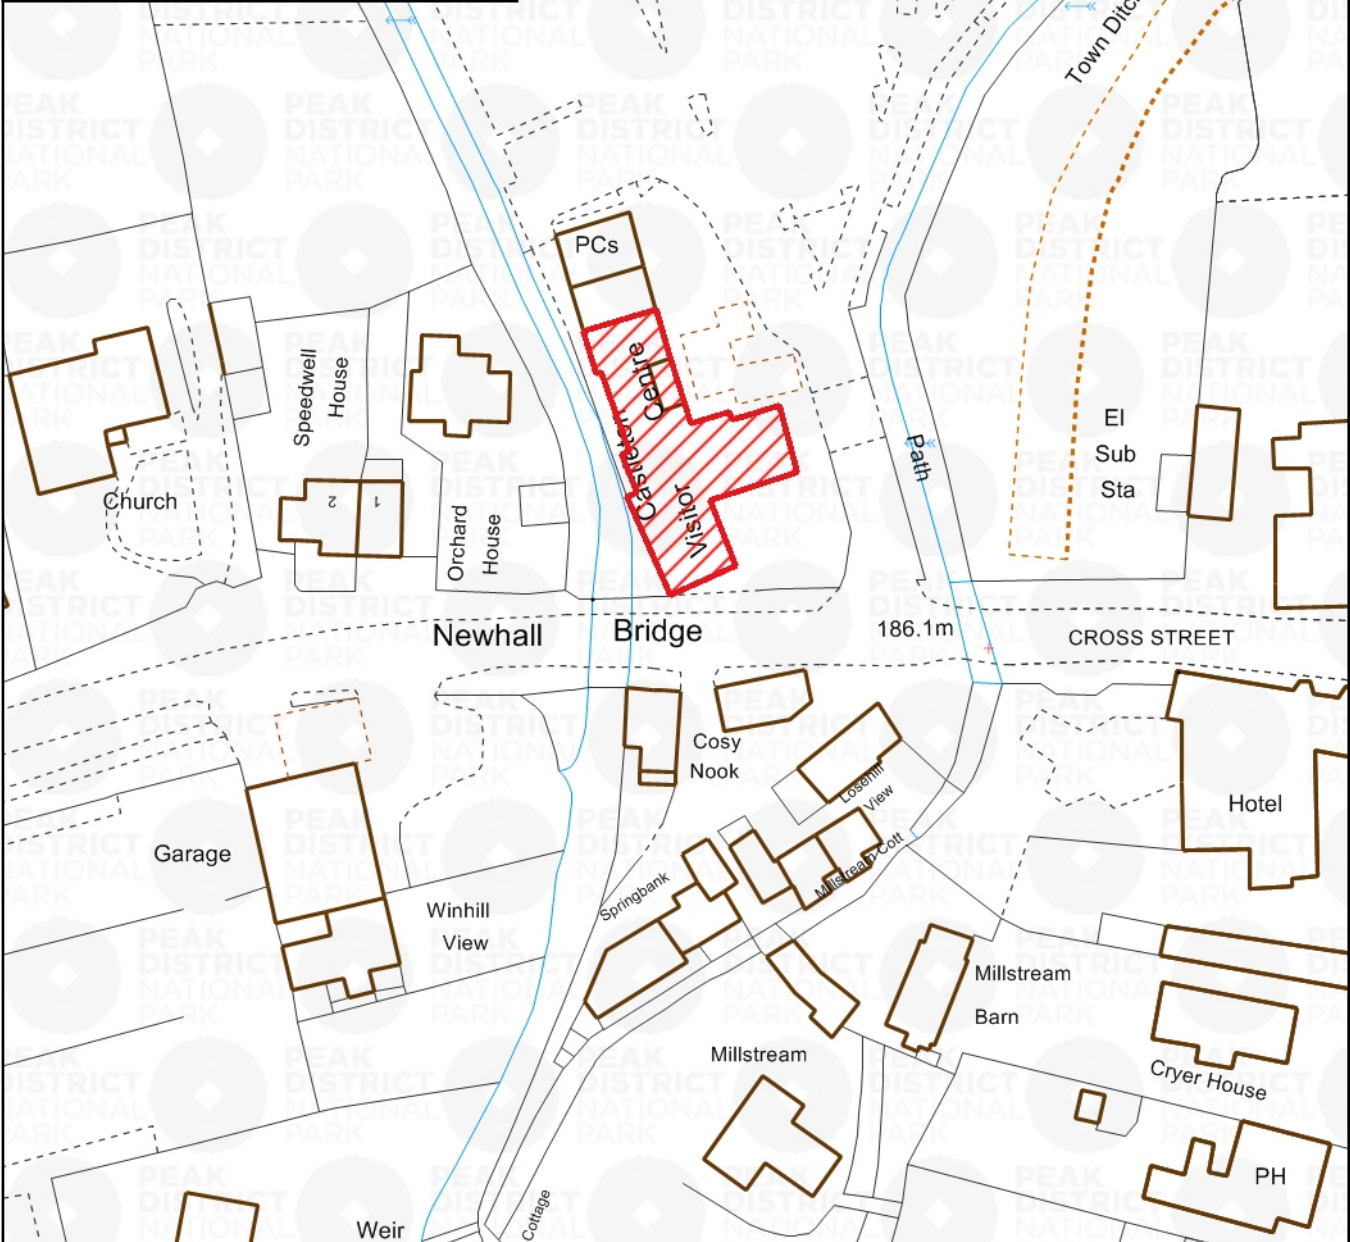 Town Ditc
PCs
Castleton
Visitor
Centre
Speedwell
House
Church
2
1
Orchard
House
Path
El
Sub
Sta
Newhall Bridge
186.1m
CROSS STREET
Cosy
Nook
Losehill
View
Hotel
Garage
Millstream Cott
Springbank
Winhill
View
Millstream
Barn
Millstream
Cryer House
PH
Cottage
Weir
PEAK
DISTRICT
NATIONAL
PARK